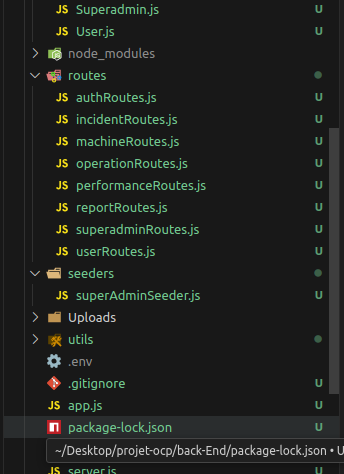 JS Superadmin.js U
JS User.js U
node_modules
routes
JS authRoutes.js U
JS incidentRoutes.js U
JS machineRoutes.js U
JS operationRoutes.js U
JS performanceRoutes.js U
JS reportRoutes.js U
JS superadminRoutes.js U
JS userRoutes.js U
seeders
JS superAdminSeeder.js U
Uploads
utils
.env
.gitignore U
JS app.js U
package-lock.json U
~/Desktop/projet-ocp/back-End/package-lock.json • U
server.js U